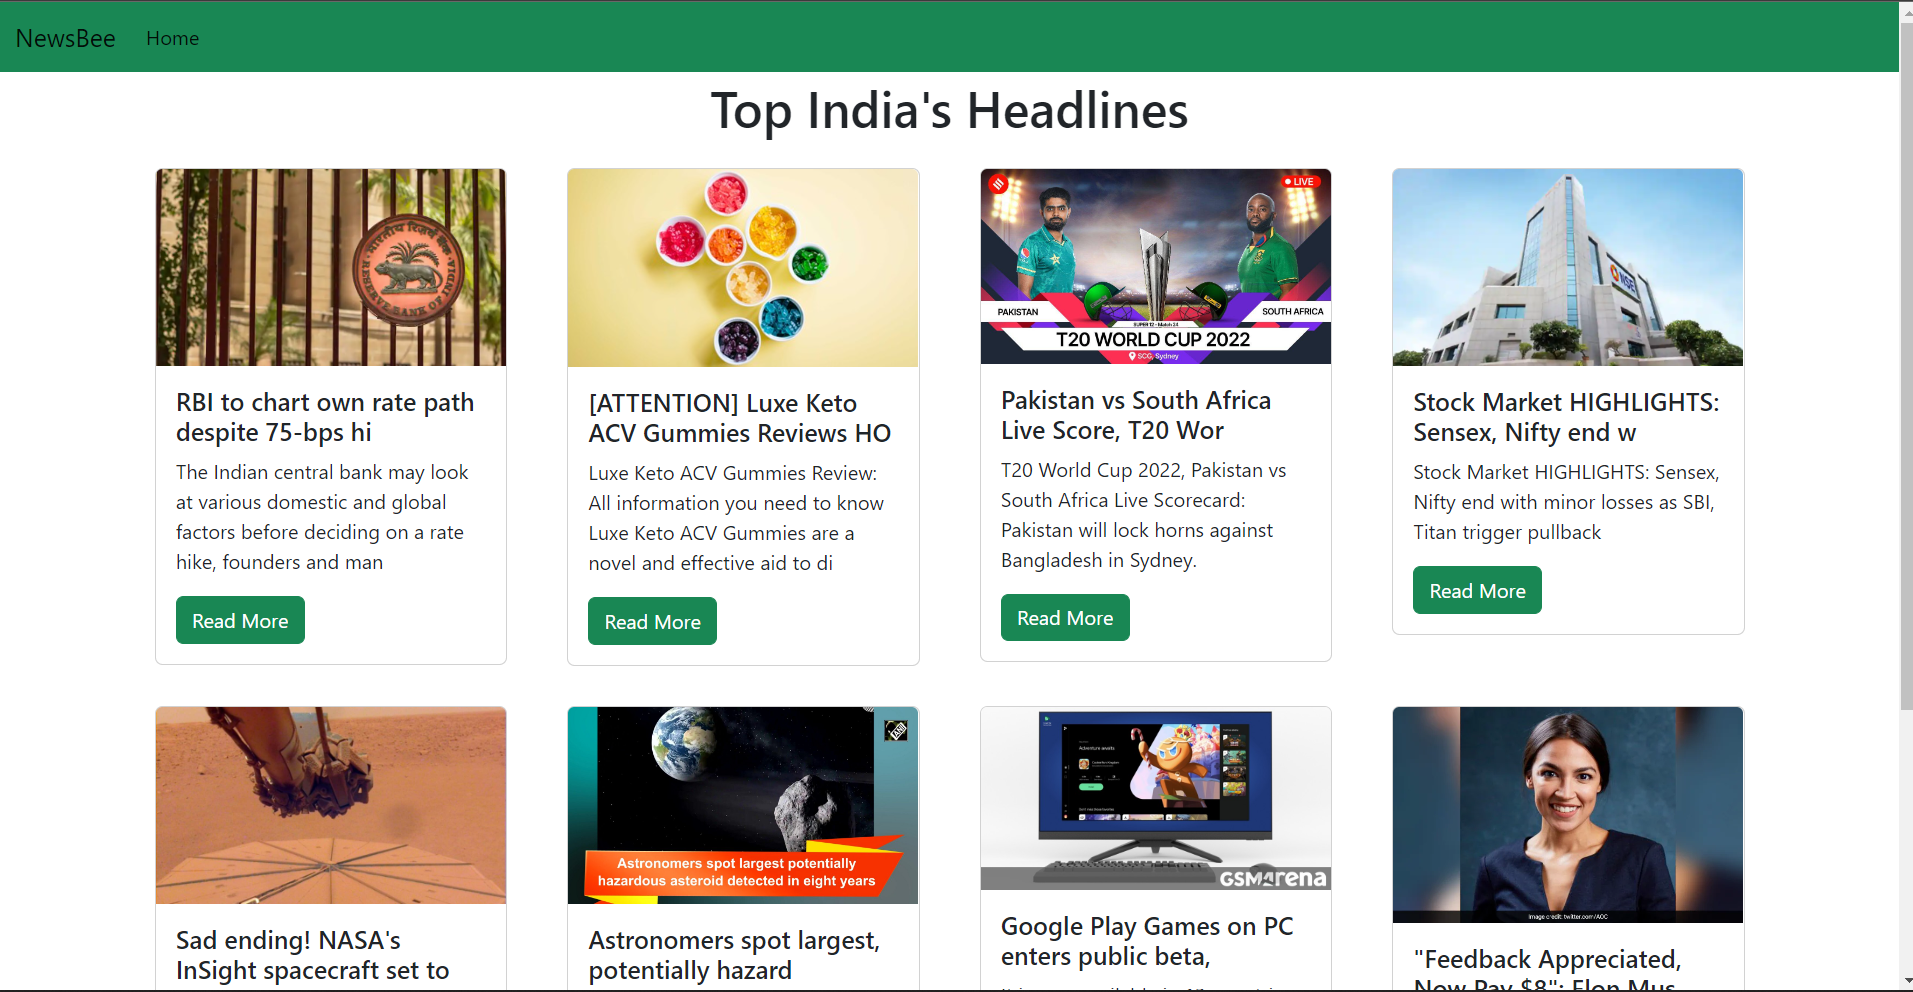 NewsBee
Home
Top India's Headlines
भारतीय रिज़र्व बैंक
RESERVE BANK OF INDIA
RBI to chart own rate path
despite 75-bps hi
The Indian central bank may look
at various domestic and global
factors before deciding on a rate
hike, founders and man
Read More
[ATTENTION] Luxe Keto
ACV Gummies Reviews HO
Luxe Keto ACV Gummies Review:
All information you need to know
Luxe Keto ACV Gummies are a
novel and effective aid to di
Read More
LIVE
PAKISTAN
SOUTH AFRICA
SUPER 12 - Match 24
T20 WORLD CUP 2022
SCG, Sydney
Pakistan vs South Africa
Live Score, T20 Wor
T20 World Cup 2022, Pakistan vs
South Africa Live Scorecard:
Pakistan will lock horns against
Bangladesh in Sydney.
Read More
NSE
Stock Market HIGHLIGHTS:
Sensex, Nifty end w
Stock Market HIGHLIGHTS: Sensex,
Nifty end with minor losses as SBI,
Titan trigger pullback
Read More
Sad ending! NASA's
InSight spacecraft set to
Astronomers spot largest potentially
hazardous asteroid detected in eight years
Astronomers spot largest,
potentially hazard
Adventure awaits
GSMArena
Google Play Games on PC
enters public beta,
Image credit: twitter.com/AOC
"Feedback Appreciated,
Now Pay $8": Elon Mus